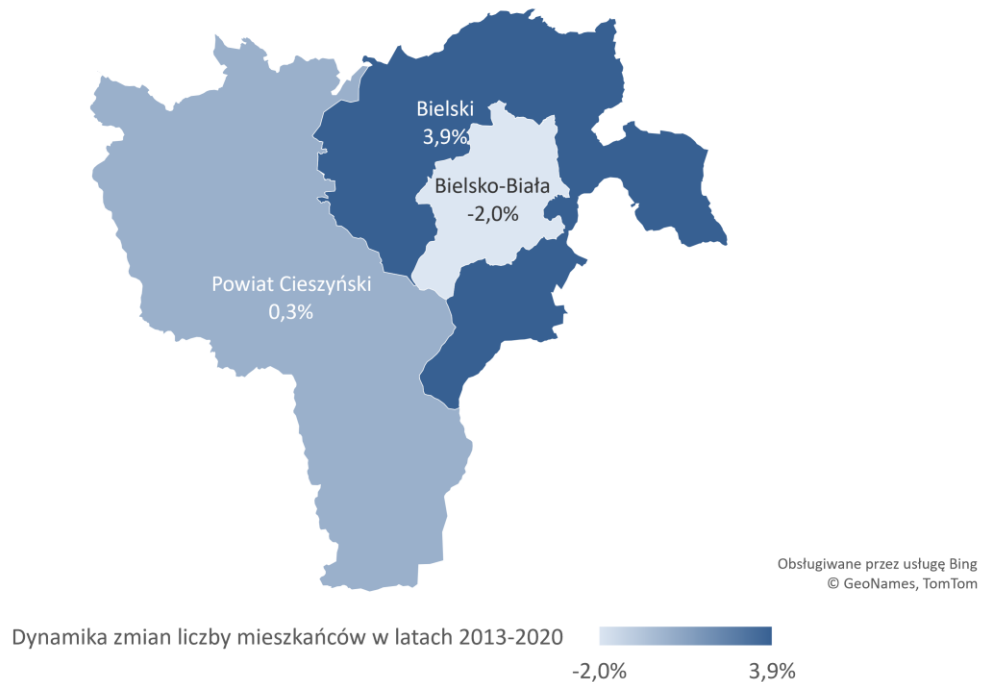 Bielski
3,9%
Bielsko-Biała
-2,0%
Powiat Cieszyński
0,3%
Obsługiwane przez usługę Bing
© GeoNames, TomTom
Dynamika zmian liczby mieszkańców w latach 2013-2020
-2,0%
3,9%